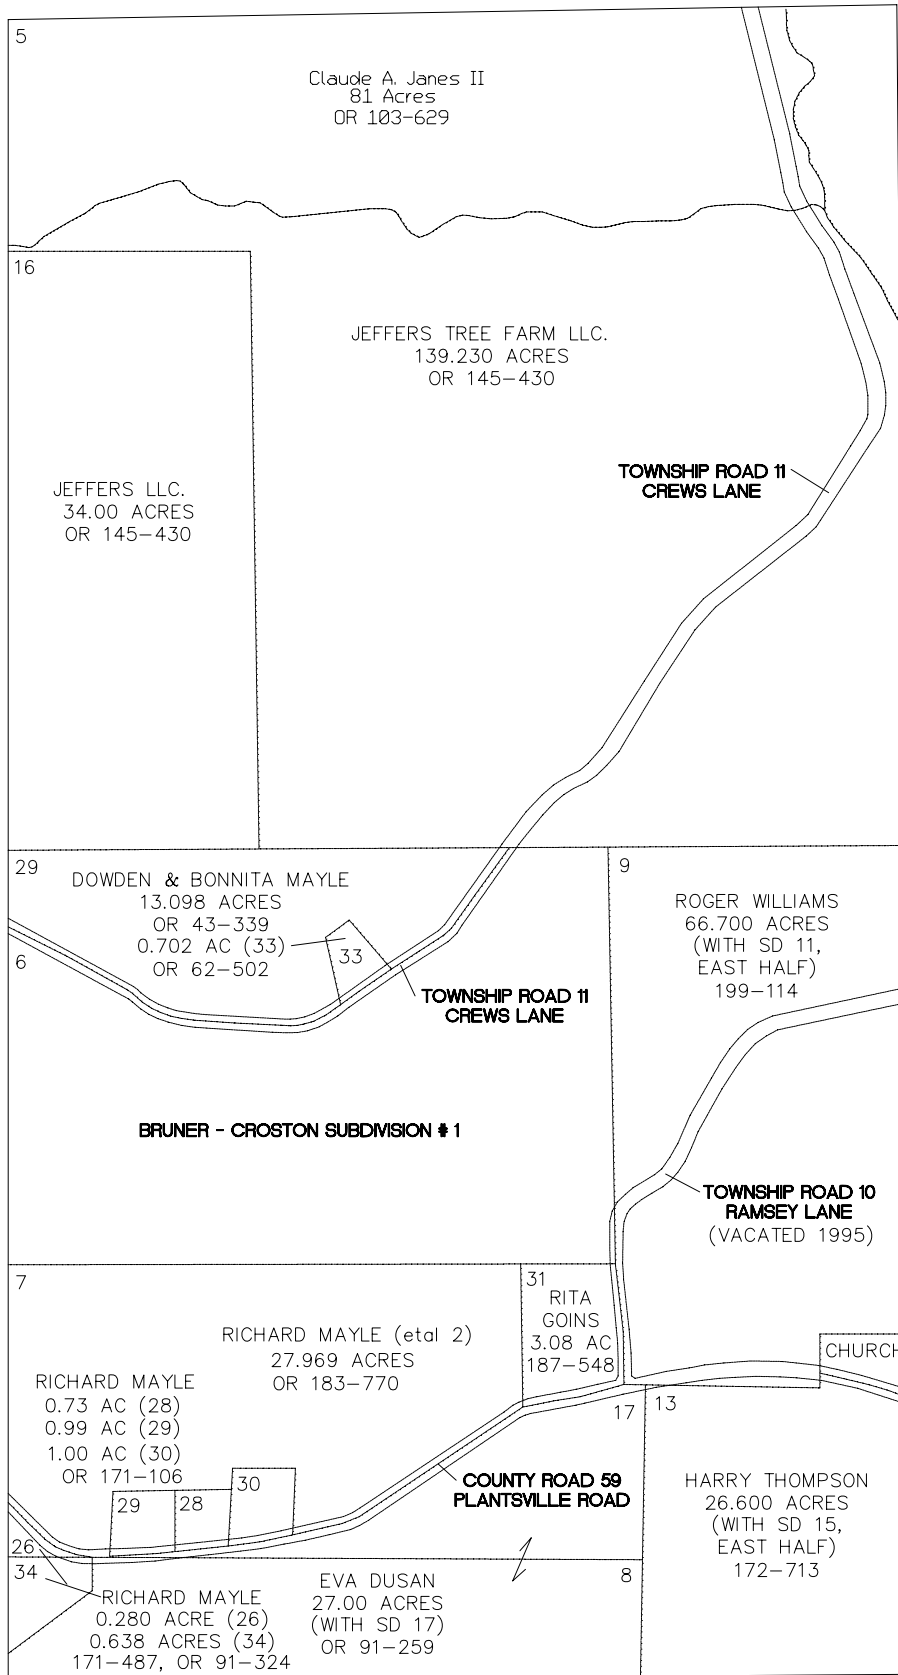 5
Claude A. Janes II
81 Acres
OR 103-629
16
JEFFERS TREE FARM LLC.
139.230 ACRES
OR 145-430
TOWNSHIP ROAD 11
CREWS LANE
JEFFERS LLC.
34.00 ACRES
OR 145-430
29
DOWDEN & BONNITA MAYLE
13.098 ACRES
OR 43-339
0.702 AC (33)
OR 62-502
33
6
TOWNSHIP ROAD 11
CREWS LANE
9
ROGER WILLIAMS
66.700 ACRES
(WITH SD 11,
EAST HALF)
199-114
BRUNER - CROSTON SUBDIVISION # 1
TOWNSHIP ROAD 10
RAMSEY LANE
(VACATED 1995)
7
31
RITA
GOINS
3.08 AC
187-548
RICHARD MAYLE (etal 2)
27.969 ACRES
OR 183-770
CHURCH
RICHARD MAYLE
0.73 AC (28)
0.99 AC (29)
1.00 AC (30)
OR 171-106
17
13
30
29
28
COUNTY ROAD 59
PLANTSVILLE ROAD
HARRY THOMPSON
26.600 ACRES
(WITH SD 15,
EAST HALF)
172-713
26
34
RICHARD MAYLE
0.280 ACRE (26)
0.638 ACRES (34)
171-487, OR 91-324
EVA DUSAN
27.00 ACRES
(WITH SD 17)
OR 91-259
8